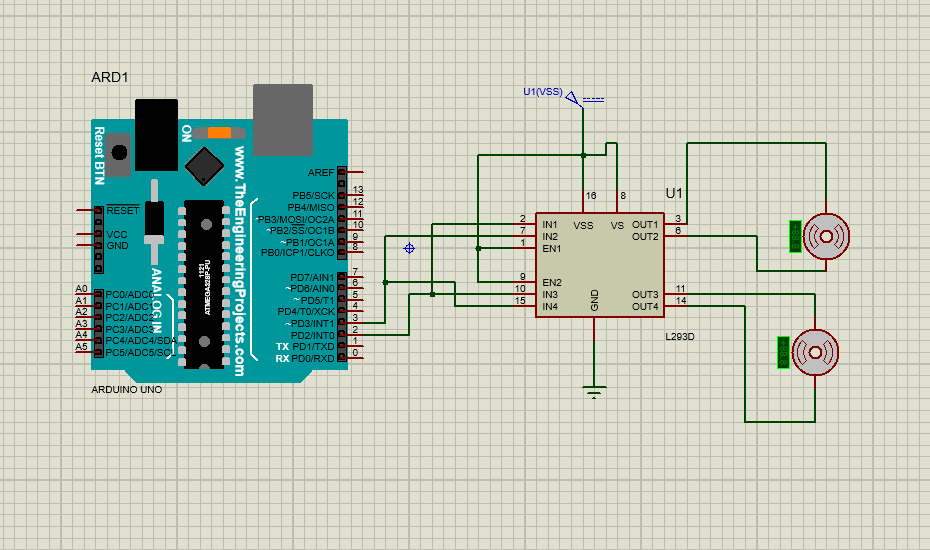 ARD1
ON
Reset BTN
www.TheEngineeringProjects.com
RESET
VCC
GND
ANALOG IN
A0
A1
A2
A3
A4
A5
PC0/ADC0
PC1/ADC1
PC2/ADC2
PC3/ADC3
PC4/ADC4/SDA
PC5/ADC5/SCL
ARDUINO UNO
AREF
PB5/SCK 13
PB4/MISO 12
~PB3/MOSI/OC2A 11
~PB2/SS/OC1B 10
~PB1/OC1A 9
PB0/ICP1/CLKO 8
PD7/AIN1 7
~PD6/AIN0 6
~PD5/T1 5
PD4/T0/XCK 4
~PD3/INT1 3
PD2/INT0 2
TX PD1/TXD 1
RX PD0/RXD 0
U1(VSS)
U1
16 8
VSS VS
2 IN1 OUT1 3
7 IN2 OUT2 6
1 EN1
9 EN2
10 IN3 OUT3 11
15 IN4 OUT4 14
GND
L293D